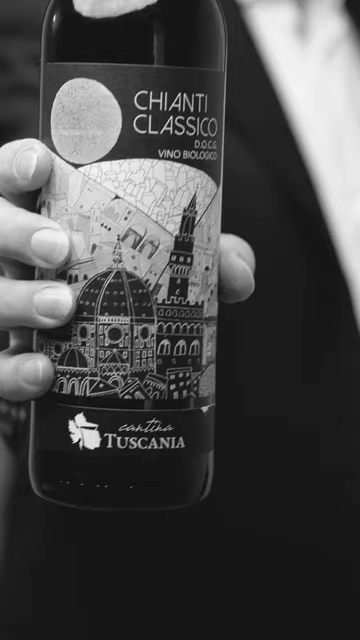 CHIANTI
CLASSICO
D.O.C.G.
VINO BIOLOGICO
cantina
TUSCANIA